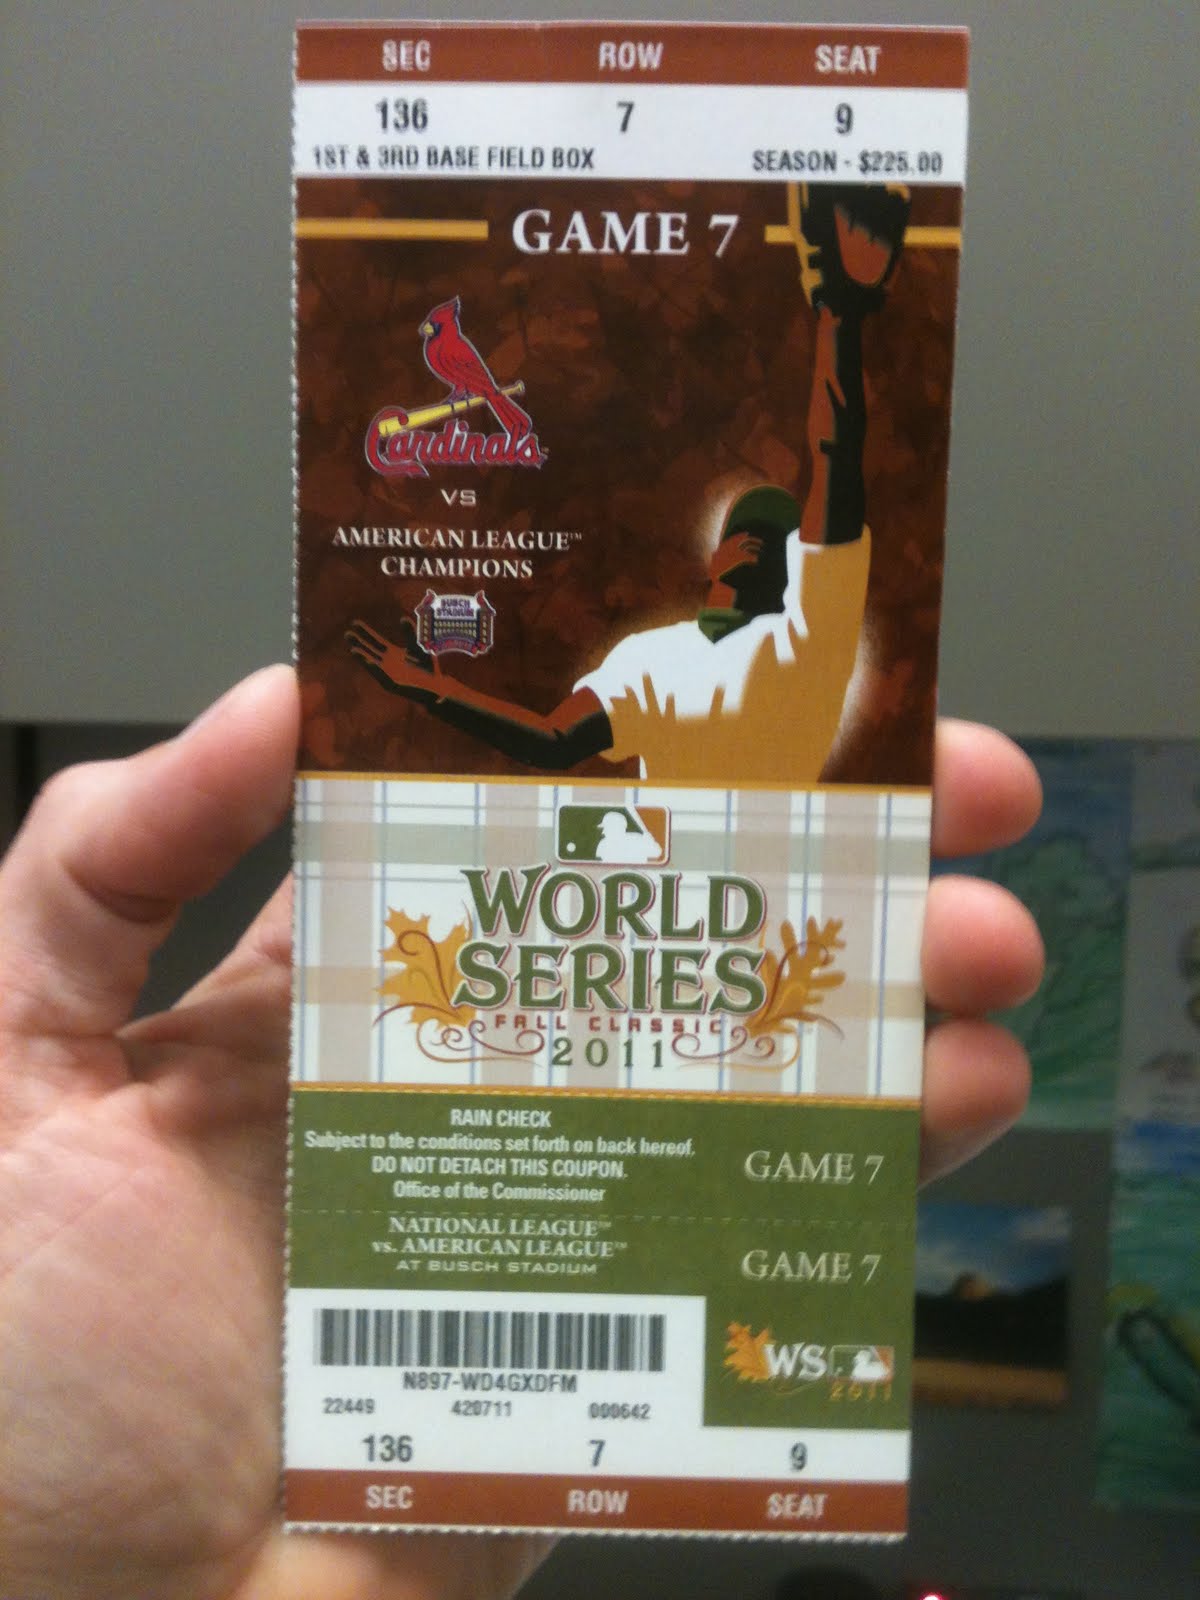 SEC ROW SEAT
136 7 9
1ST & 3RD BASE FIELD BOX SEASON - $225.00
GAME 7
Cardinals
VS
AMERICAN LEAGUE™
CHAMPIONS
BUSCH
STADIUM
WORLD
SERIES
FALL CLASSIC
2011
RAIN CHECK
Subject to the conditions set forth on back hereof.
DO NOT DETACH THIS COUPON.
Office of the Commissioner
GAME 7
NATIONAL LEAGUE™
vs. AMERICAN LEAGUE™
AT BUSCH STADIUM
GAME 7
WS
2011
N897-WD4GXDFM
22449 420711 000642
136 7 9
SEC ROW SEAT